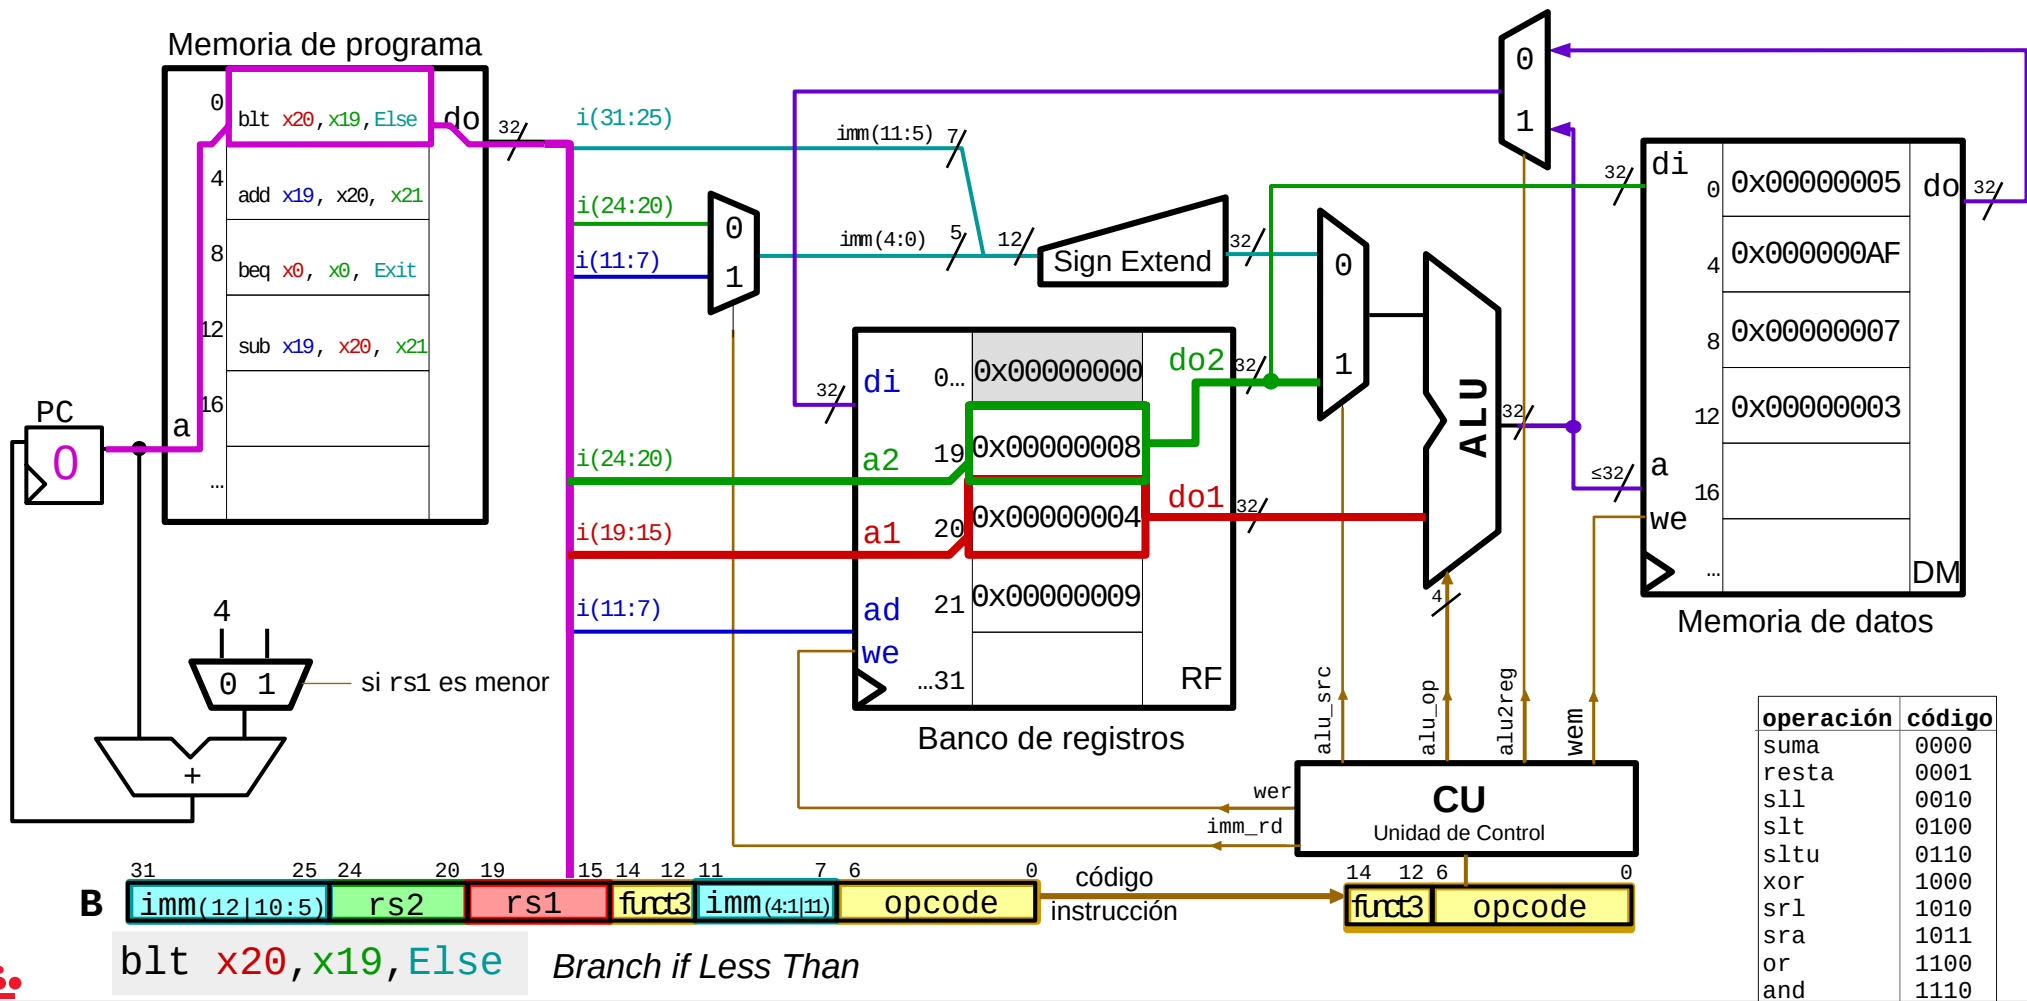 Memoria de programa
0
blt x20,x19,Else
do
32
4
add x19, x20, x21
8
beq x0, x0, Exit
12
sub x19, x20, x21
16
a
...
PC
0
4
0 1
si rs1 es menor
+
i(31:25)
imm(11:5)
7
i(24:20)
0
i(11:7)
1
imm(4:0)
5
12
Sign Extend
32
0
1
0
1
di
32
0...
0x00000000
do2
32
i(24:20)
a2
19
0x00000008
i(19:15)
a1
20
0x00000004
do1
32
i(11:7)
ad
21
0x00000009
we
...31
RF
Banco de registros
ALU
32
4
32
di
0
0x00000005
do
32
4
0x000000AF
8
0x00000007
12
0x00000003
≤32
a
16
we
...
DM
Memoria de datos
alu_src
alu_op
alu2reg
wem
wer
imm_rd
CU
Unidad de Control
operación código
suma 0000
resta 0001
sll 0010
slt 0100
sltu 0110
xor 1000
srl 1010
sra 1011
or 1100
and 1110
31 25 24 20 19 15 14 12 11 7 6 0
B imm(12|10:5) rs2 rs1 funct3 imm(4:1|11) opcode
código
instrucción
14 12 6 0
funct3 opcode
blt x20,x19,Else
Branch if Less Than